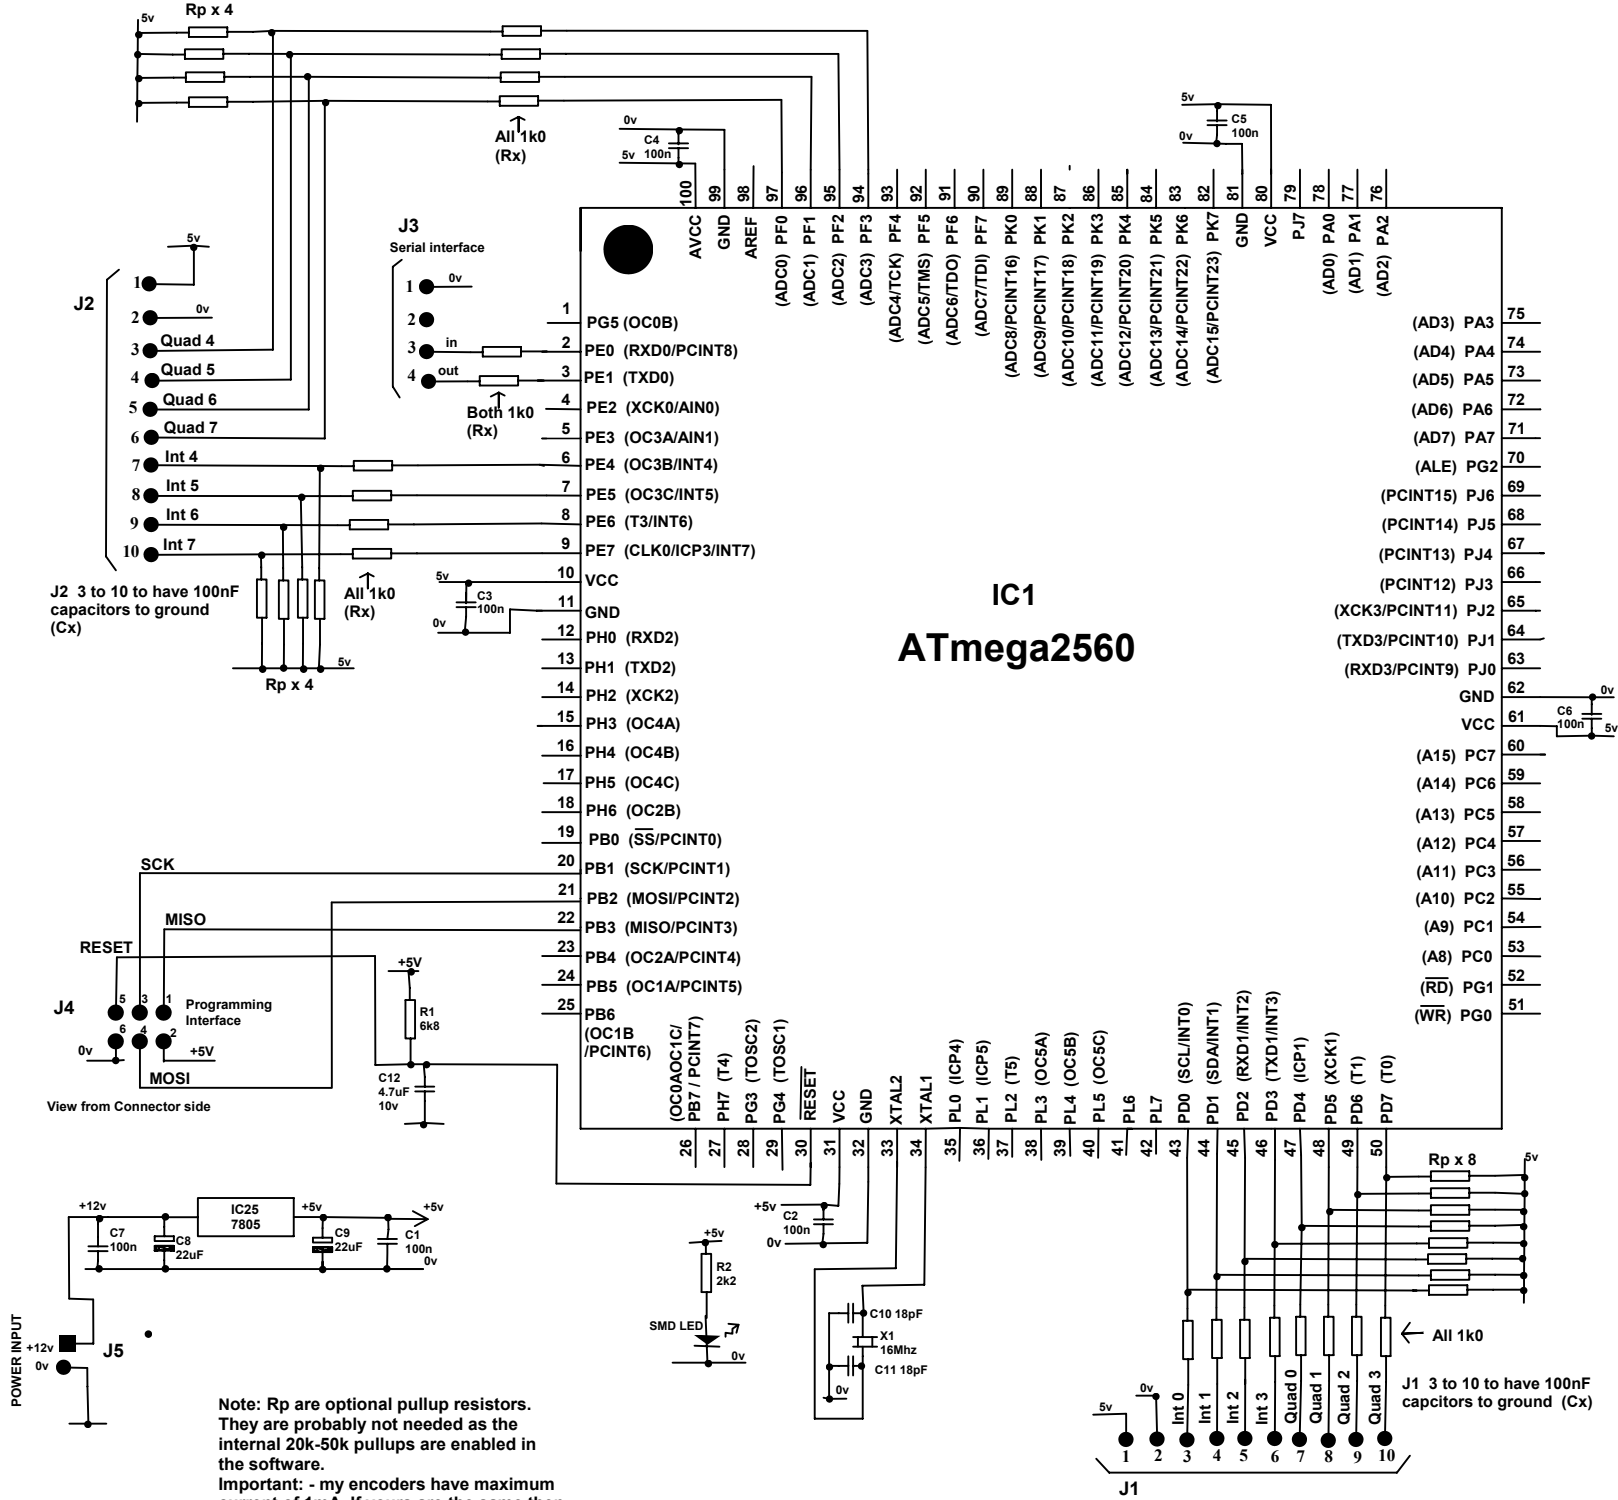 Rp x 4
5v
All 1k0
(Rx)
0v
C4
100n
5v
5v
C5
100n
0v
100
99
98
97
96
95
94
93
92
91
90
89
88
87
86
85
84
83
82
81
80
79
78
77
76
AVCC
GND
AREF
(ADC0) PF0
(ADC1) PF1
(ADC2) PF2
(ADC3) PF3
(ADC4/TCK) PF4
(ADC5/TMS) PF5
(ADC6/TDO) PF6
(ADC7/TDI) PF7
(ADC8/PCINT16) PK0
(ADC9/PCINT17) PK1
(ADC10/PCINT18) PK2
(ADC11/PCINT19) PK3
(ADC12/PCINT20) PK4
(ADC13/PCINT21) PK5
(ADC14/PCINT22) PK6
(ADC15/PCINT23) PK7
GND
VCC
PJ7
(AD0) PA0
(AD1) PA1
(AD2) PA2
J2
5v
1
2 0v
3 Quad 4
4 Quad 5
5 Quad 6
6 Quad 7
7 Int 4
8 Int 5
9 Int 6
10 Int 7
J2 3 to 10 to have 100nF
capacitors to ground
(Cx)
All 1k0
(Rx)
5v
Rp x 4
J3
Serial interface
1 0v
2
3 in
4 out
Both 1k0
(Rx)
5v
C3
100n
0v
1 PG5 (OC0B)
2 PE0 (RXD0/PCINT8)
3 PE1 (TXD0)
4 PE2 (XCK0/AIN0)
5 PE3 (OC3A/AIN1)
6 PE4 (OC3B/INT4)
7 PE5 (OC3C/INT5)
8 PE6 (T3/INT6)
9 PE7 (CLK0/ICP3/INT7)
10 VCC
11 GND
12 PH0 (RXD2)
13 PH1 (TXD2)
14 PH2 (XCK2)
15 PH3 (OC4A)
16 PH4 (OC4B)
17 PH5 (OC4C)
18 PH6 (OC2B)
19 PB0 (SS/PCINT0)
20 PB1 (SCK/PCINT1)
21 PB2 (MOSI/PCINT2)
22 PB3 (MISO/PCINT3)
23 PB4 (OC2A/PCINT4)
24 PB5 (OC1A/PCINT5)
25 PB6
(OC1B
/PCINT6)
IC1
ATmega2560
(AD3) PA3 75
(AD4) PA4 74
(AD5) PA5 73
(AD6) PA6 72
(AD7) PA7 71
(ALE) PG2 70
(PCINT15) PJ6 69
(PCINT14) PJ5 68
(PCINT13) PJ4 67
(PCINT12) PJ3 66
(XCK3/PCINT11) PJ2 65
(TXD3/PCINT10) PJ1 64
(RXD3/PCINT9) PJ0 63
GND 62
VCC 61
(A15) PC7 60
(A14) PC6 59
(A13) PC5 58
(A12) PC4 57
(A11) PC3 56
(A10) PC2 55
(A9) PC1 54
(A8) PC0 53
(RD) PG1 52
(WR) PG0 51
0v
C6
100n
5v
SCK
MISO
RESET
J4
5 3 1
6 4 2
Programming
Interface
0v
+5V
MOSI
View from Connector side
+5V
R1
6k8
C12
4.7uF
10v
(OC0AOC1C/
PB7 / PCINT7)
PH7 (T4)
PG3 (TOSC2)
PG4 (TOSC1)
RESET
VCC
GND
XTAL2
XTAL1
PL0 (ICP4)
PL1 (ICP5)
PL2 (T5)
PL3 (OC5A)
PL4 (OC5B)
PL5 (OC5C)
PL6
PL7
PD0 (SCL/INT0)
PD1 (SDA/INT1)
PD2 (RXD1/INT2)
PD3 (TXD1/INT3)
PD4 (ICP1)
PD5 (XCK1)
PD6 (T1)
PD7 (T0)
26
27
28
29
30
31
32
33
34
35
36
37
38
39
40
41
42
43
44
45
46
47
48
49
50
+12v
IC25
7805
+5v
+5v
C7
100n
C8
22uF
C9
22uF
C1
100n
0v
POWER INPUT
+12v
0v
J5
+5v
R2
2k2
SMD LED
0v
+5v
C2
100n
0v
C10 18pF
X1
16Mhz
C11 18pF
0v
Rp x 8
5v
All 1k0
J1 3 to 10 to have 100nF
capcitors to ground (Cx)
5v
0v
Int 0
Int 1
Int 2
Int 3
Quad 0
Quad 1
Quad 2
Quad 3
1 2 3 4 5 6 7 8 9 10
J1
Note: Rp are optional pullup resistors.
They are probably not needed as the
internal 20k-50k pullups are enabled in
the software.
Important: - my encoders have maximum
current of 1mA. If yours are the same then